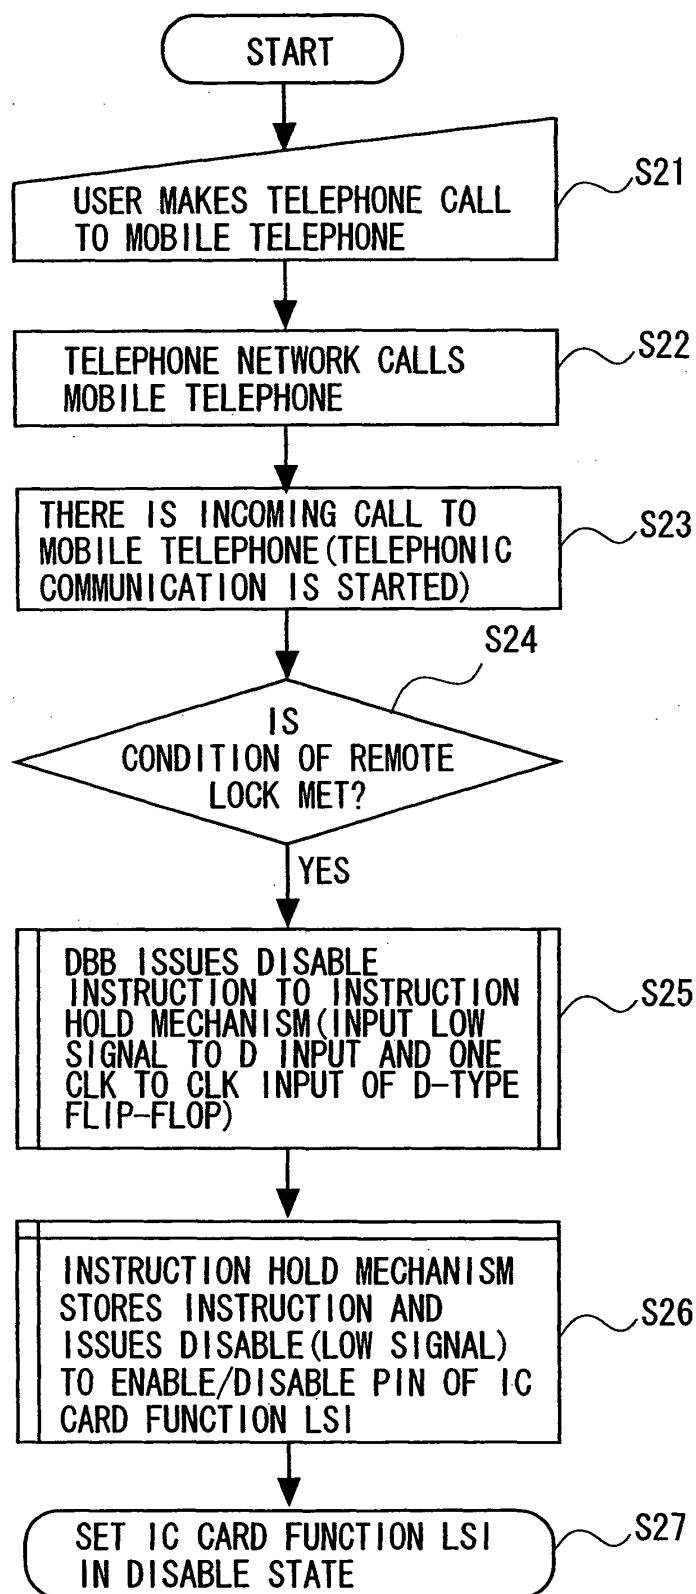 START
USER MAKES TELEPHONE CALL
TO MOBILE TELEPHONE
S21
TELEPHONE NETWORK CALLS
MOBILE TELEPHONE
S22
THERE IS INCOMING CALL TO
MOBILE TELEPHONE(TELEPHONIC
COMMUNICATION IS STARTED)
S23
S24
IS
CONDITION OF REMOTE
LOCK MET?
YES
DBB ISSUES DISABLE
INSTRUCTION TO INSTRUCTION
HOLD MECHANISM(INPUT LOW
SIGNAL TO D INPUT AND ONE
CLK TO CLK INPUT OF D-TYPE
FLIP-FLOP)
S25
INSTRUCTION HOLD MECHANISM
STORES INSTRUCTION AND
ISSUES DISABLE(LOW SIGNAL)
TO ENABLE/DISABLE PIN OF IC
CARD FUNCTION LSI
S26
SET IC CARD FUNCTION LSI
IN DISABLE STATE
S27